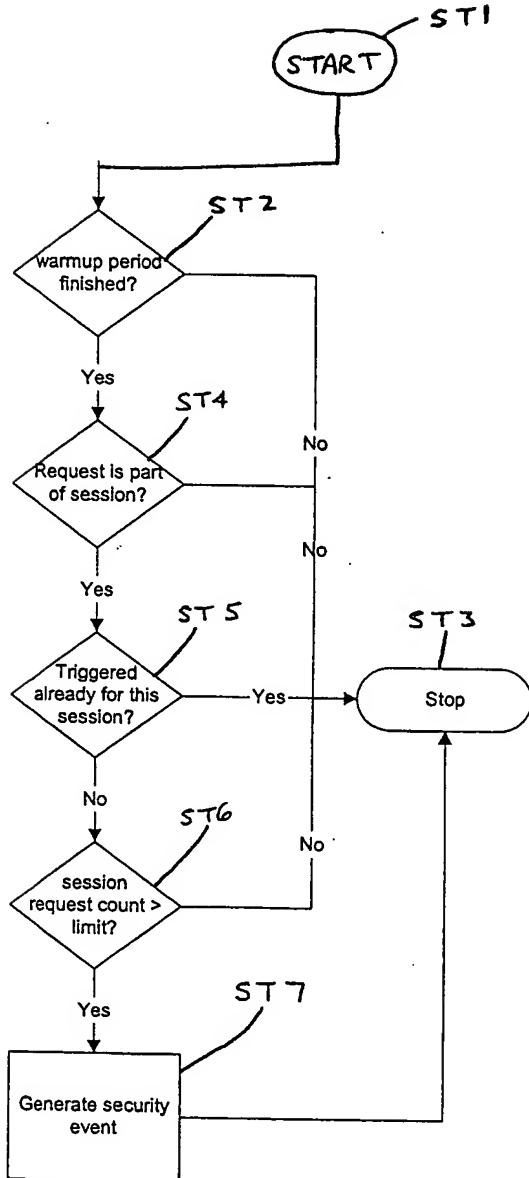 ST1
START
ST2
warmup period
finished?
Yes
No
ST4
Request is part
of session?
No
Yes
ST5
ST3
Triggered
already for this
session?
Yes
Stop
No
ST6
No
session
request count >
limit?
Yes
ST7
Generate security
event